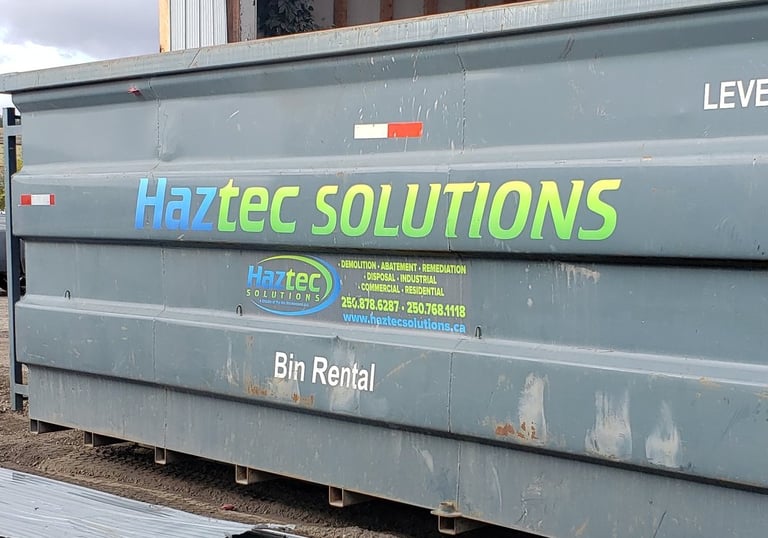 LEVE
Haztec SOLUTIONS
Haztec
SOLUTIONS
· DEMOLITION · ABATEMENT · REMEDIATION
· DISPOSAL · INDUSTRIAL
· COMMERCIAL · RESIDENTIAL
250.878.6287 · 250.768.1118
www.haztecsolutions.ca
Bin Rental